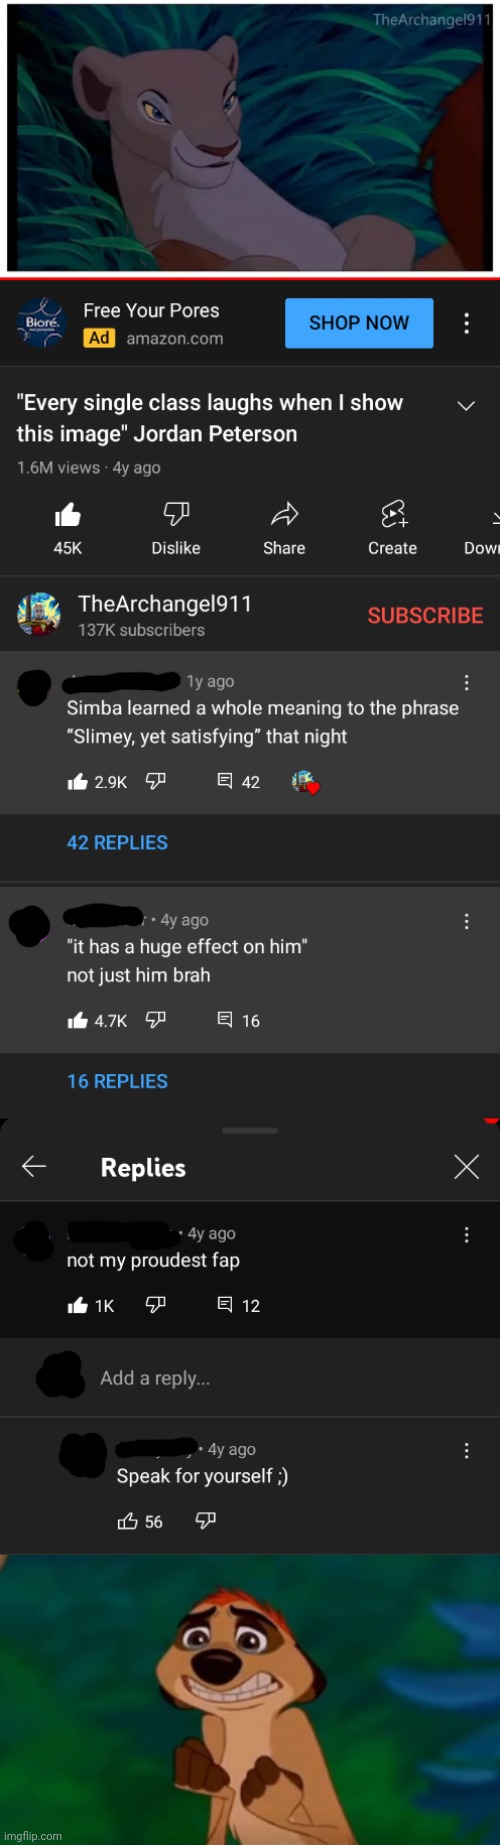 TheArchangel911
Bioré
Free Your Pores
Ad amazon.com
SHOP NOW
"Every single class laughs when I show
this image" Jordan Peterson
1.6M views · 4y ago
45K
Dislike
Share
Create
TheArchangel911
137K subscribers
SUBSCRIBE
1y ago
Simba learned a whole meaning to the phrase
“Slimey, yet satisfying” that night
2.9K
42
42 REPLIES
· 4y ago
"it has a huge effect on him"
not just him brah
4.7K
16
16 REPLIES
Replies
· 4y ago
not my proudest fap
1K
12
Add a reply...
· 4y ago
Speak for yourself ;)
56
imgflip.com